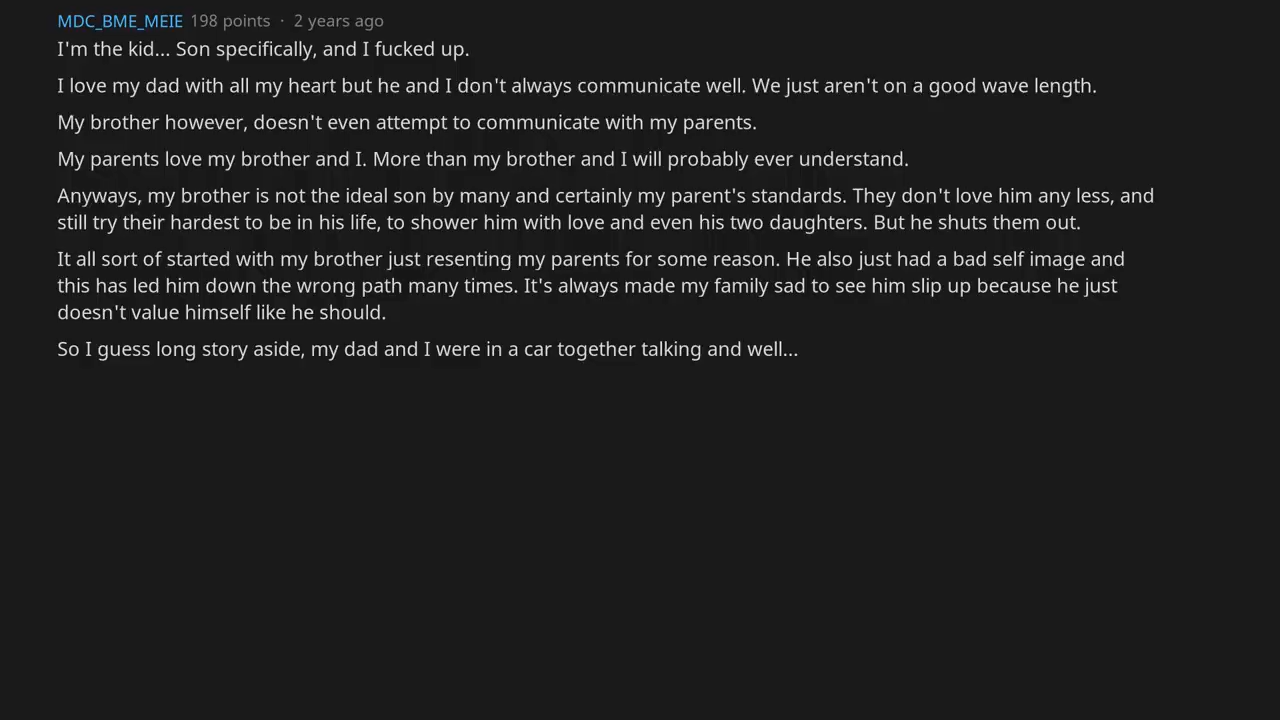 MDC_BME_MEIE 198 points · 2 years ago
I'm the kid... Son specifically, and I fucked up.
I love my dad with all my heart but he and I don't always communicate well. We just aren't on a good wave length.
My brother however, doesn't even attempt to communicate with my parents.
My parents love my brother and I. More than my brother and I will probably ever understand.
Anyways, my brother is not the ideal son by many and certainly my parent's standards. They don't love him any less, and
still try their hardest to be in his life, to shower him with love and even his two daughters. But he shuts them out.
It all sort of started with my brother just resenting my parents for some reason. He also just had a bad self image and
this has led him down the wrong path many times. It's always made my family sad to see him slip up because he just
doesn't value himself like he should.
So I guess long story aside, my dad and I were in a car together talking and well...